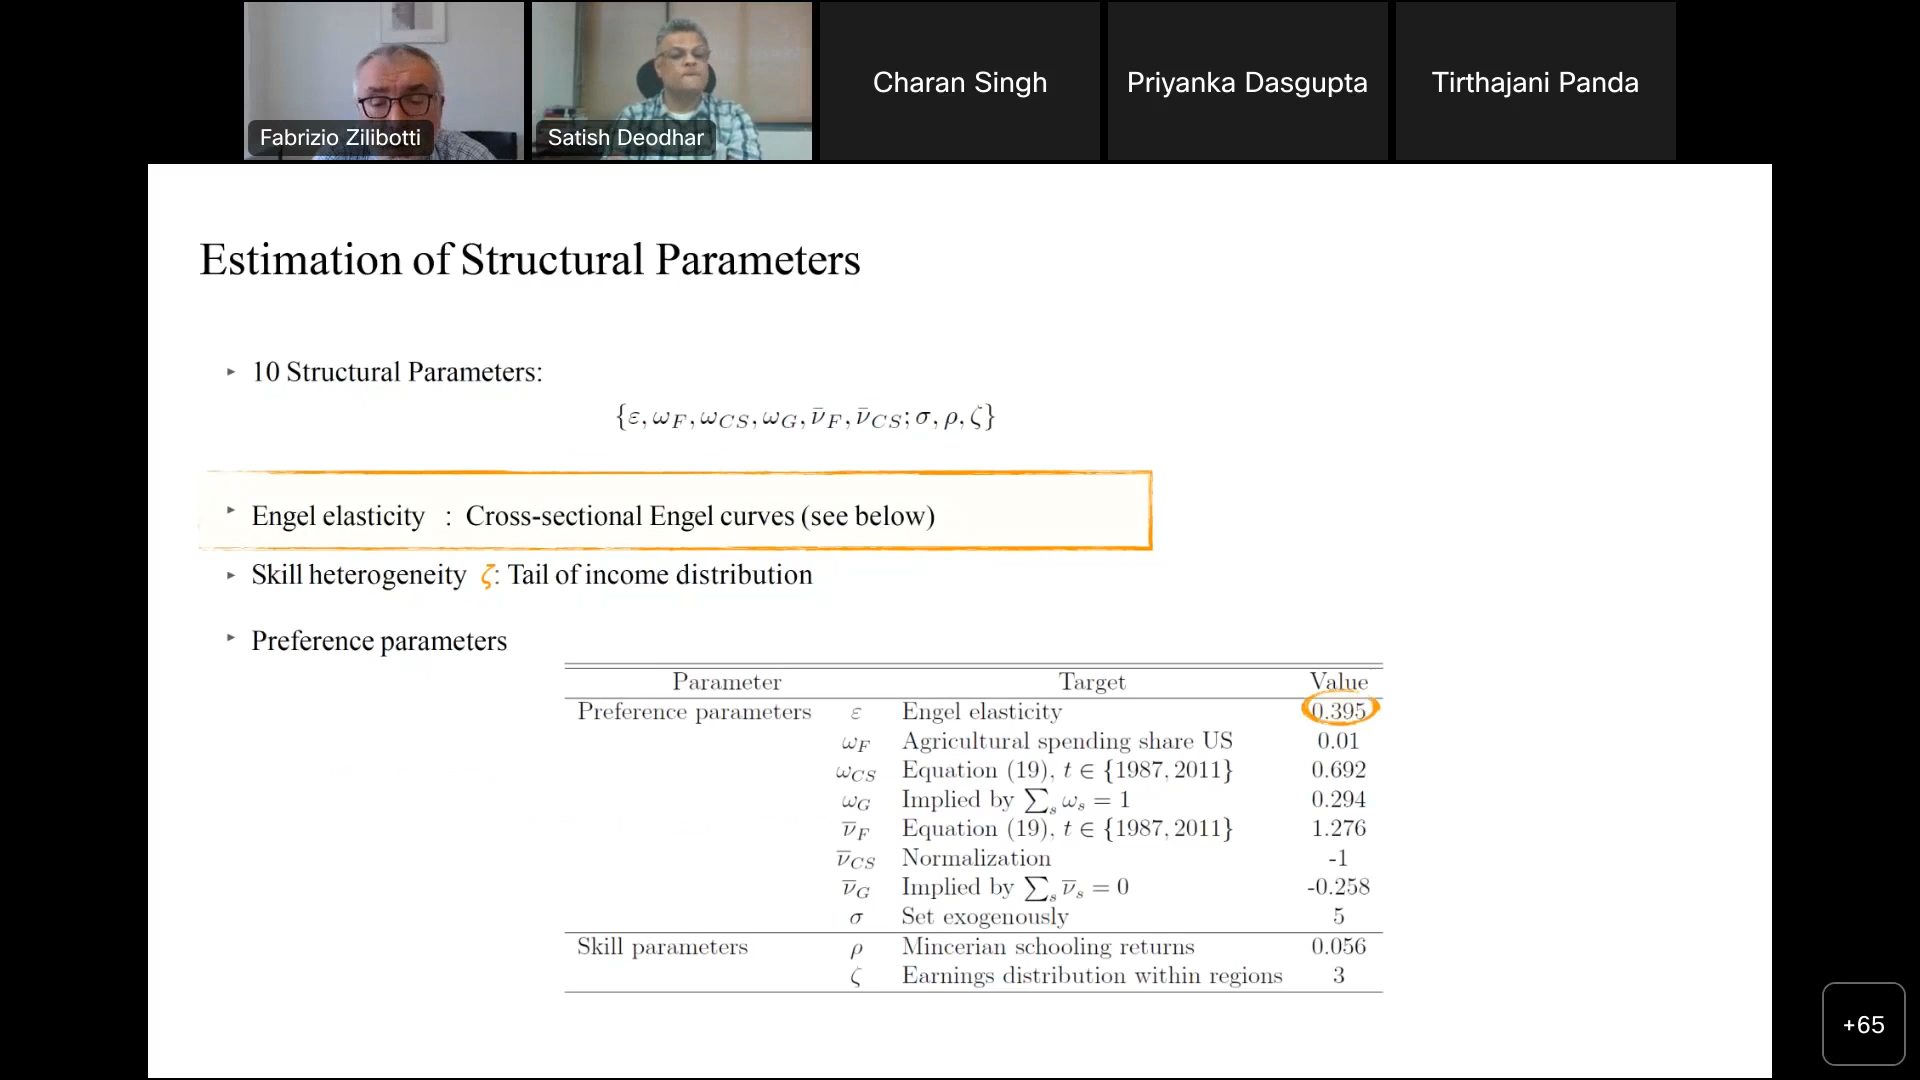 Fabrizio Zilibotti
Satish Deodhar
Charan Singh
Priyanka Dasgupta
Tirthajani Panda
Estimation of Structural Parameters
▸ 10 Structural Parameters:
{ε, ω_F, ω_CS, ω_G, ν̄_F, ν̄_CS; σ, ρ, ζ}
▸ Engel elasticity : Cross-sectional Engel curves (see below)
▸ Skill heterogeneity ζ: Tail of income distribution
▸ Preference parameters
Parameter Target Value
Preference parameters ε Engel elasticity 0.395
ω_F Agricultural spending share US 0.01
ω_CS Equation (19), t ∈ {1987, 2011} 0.692
ω_G Implied by ∑_s ω_s = 1 0.294
ν̄_F Equation (19), t ∈ {1987, 2011} 1.276
ν̄_CS Normalization -1
ν̄_G Implied by ∑_s ν̄_s = 0 -0.258
σ Set exogenously 5
Skill parameters ρ Mincerian schooling returns 0.056
ζ Earnings distribution within regions 3
+65